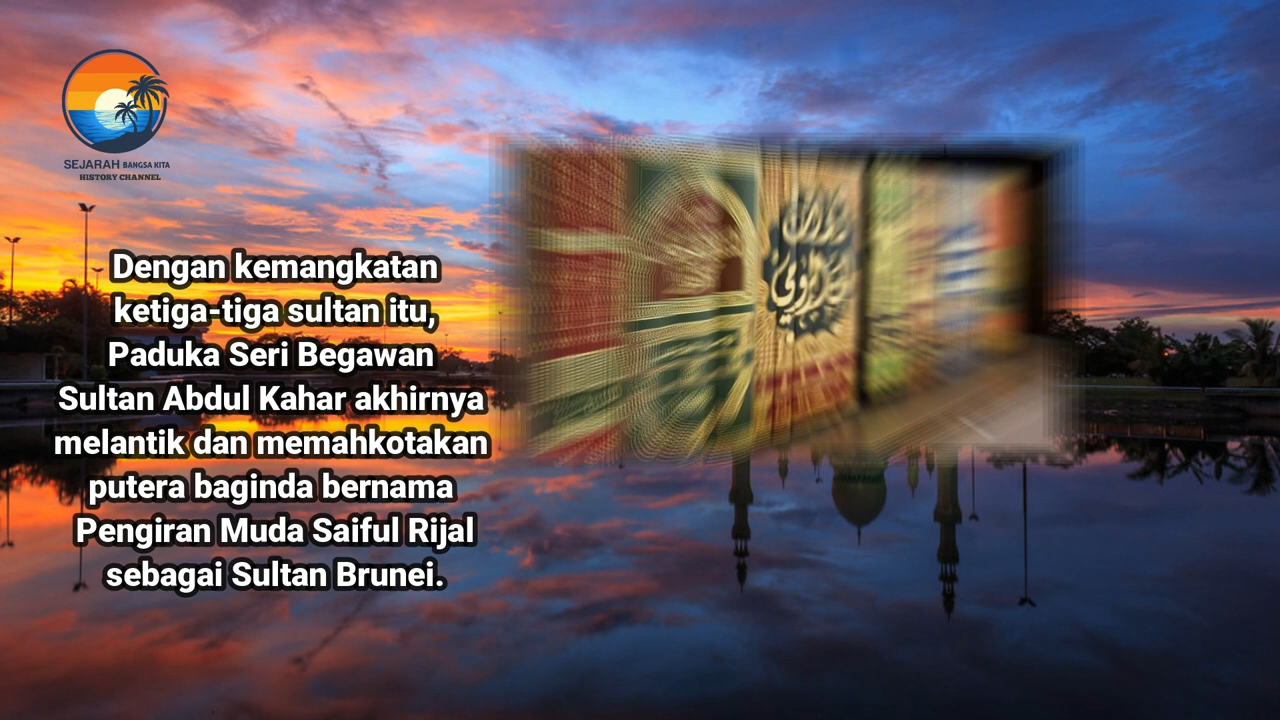 SEJARAH BANGSA KITA
HISTORY CHANNEL
Dengan kemangkatan
ketiga-tiga sultan itu,
Paduka Seri Begawan
Sultan Abdul Kahar akhirnya
melantik dan memahkotakan
putera baginda bernama
Pengiran Muda Saiful Rijal
sebagai Sultan Brunei.